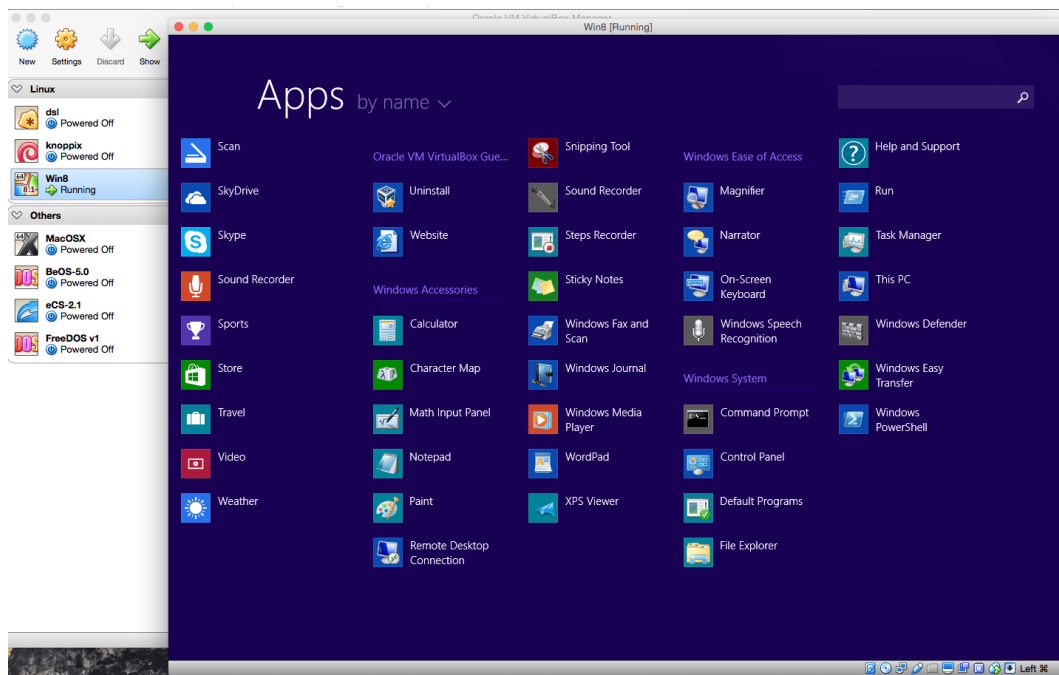 Oracle VM VirtualBox Manager
New
Settings
Discard
Show
Linux
dsl
Powered Off
knoppix
Powered Off
64
8.1
Win8
Running
Others
64
MacOSX
Powered Off
DOS
BeOS-5.0
Powered Off
eCS-2.1
Powered Off
DOS
FreeDOS v1
Powered Off
Win8 [Running]
Apps by name
Scan
SkyDrive
Skype
Sound Recorder
Sports
Store
Travel
Video
Weather
Oracle VM VirtualBox Gue...
Uninstall
Website
Windows Accessories
Calculator
Character Map
Math Input Panel
Notepad
Paint
Remote Desktop
Connection
Snipping Tool
Sound Recorder
Steps Recorder
Sticky Notes
Windows Fax and
Scan
Windows Journal
Windows Media
Player
WordPad
XPS Viewer
Windows Ease of Access
Magnifier
Narrator
On-Screen
Keyboard
Windows Speech
Recognition
Windows System
Command Prompt
Control Panel
Default Programs
File Explorer
Help and Support
Run
Task Manager
This PC
Windows Defender
Windows Easy
Transfer
Windows
PowerShell
Left ⌘